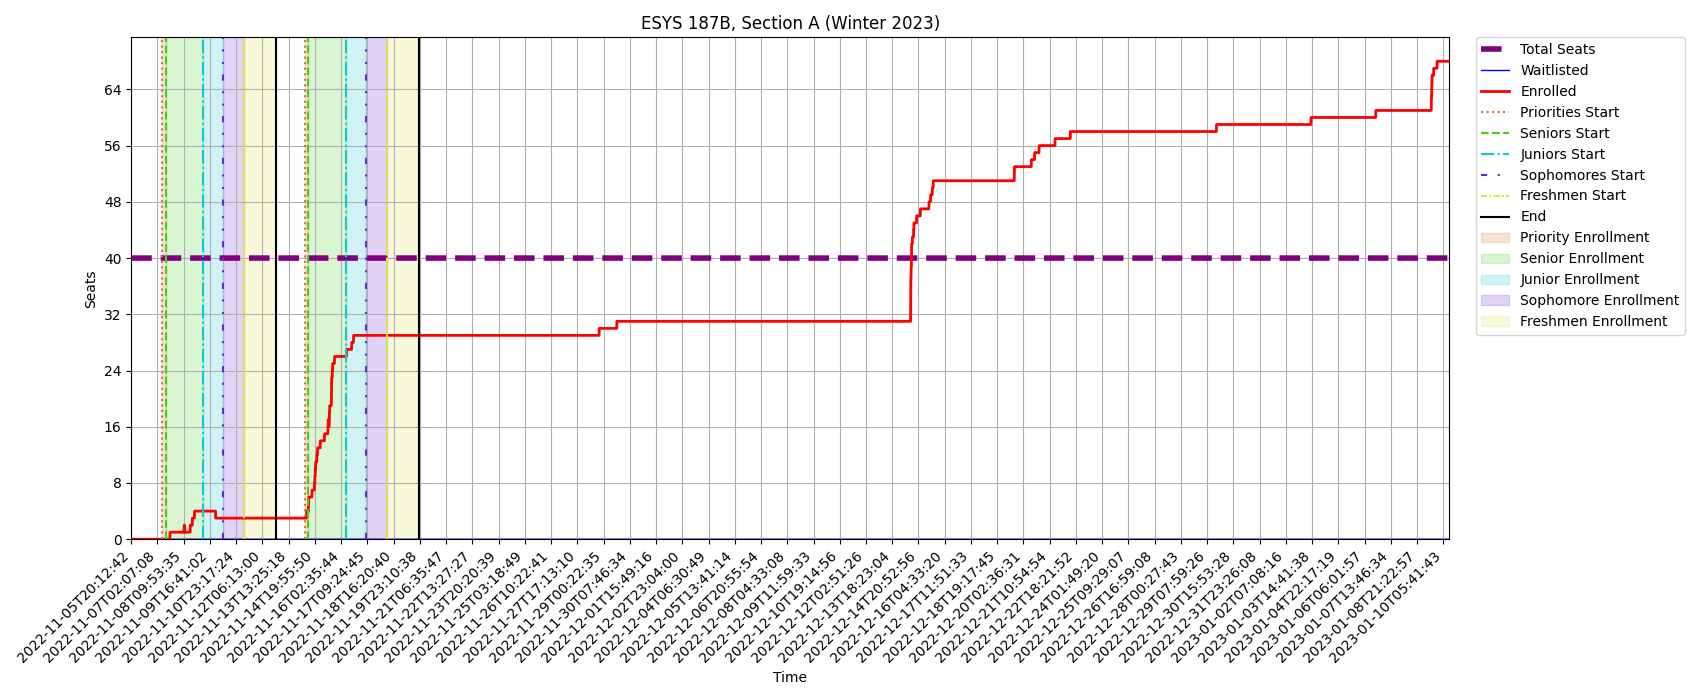 ESYS 187B, Section A (Winter 2023)
Seats
64
56
48
40
32
24
16
8
0
2022-11-05T20:12:42
2022-11-07T02:07:08
2022-11-08T09:53:35
2022-11-09T16:41:02
2022-11-10T23:17:24
2022-11-12T06:13:00
2022-11-13T13:25:18
2022-11-14T19:55:50
2022-11-16T02:35:44
2022-11-17T09:24:45
2022-11-18T16:20:40
2022-11-19T23:10:38
2022-11-21T06:35:47
2022-11-22T13:27:27
2022-11-23T20:20:39
2022-11-25T03:18:49
2022-11-26T10:22:41
2022-11-27T17:13:10
2022-11-29T00:22:35
2022-11-30T07:46:34
2022-12-01T15:49:16
2022-12-02T23:04:00
2022-12-04T06:30:49
2022-12-05T13:41:14
2022-12-06T20:55:54
2022-12-08T04:33:08
2022-12-09T11:59:33
2022-12-10T19:14:56
2022-12-12T02:51:26
2022-12-13T18:23:04
2022-12-14T20:52:56
2022-12-16T04:33:20
2022-12-17T11:51:33
2022-12-18T19:17:45
2022-12-20T02:36:31
2022-12-21T10:54:54
2022-12-22T18:21:52
2022-12-24T01:49:20
2022-12-25T09:29:07
2022-12-26T16:59:08
2022-12-28T00:27:43
2022-12-29T07:59:26
2022-12-30T15:53:28
2022-12-31T23:26:08
2023-01-02T07:08:16
2023-01-03T14:41:38
2023-01-04T22:17:19
2023-01-06T06:01:57
2023-01-07T13:46:34
2023-01-08T21:22:57
2023-01-10T05:41:43
Time
Total Seats
Waitlisted
Enrolled
Priorities Start
Seniors Start
Juniors Start
Sophomores Start
Freshmen Start
End
Priority Enrollment
Senior Enrollment
Junior Enrollment
Sophomore Enrollment
Freshmen Enrollment